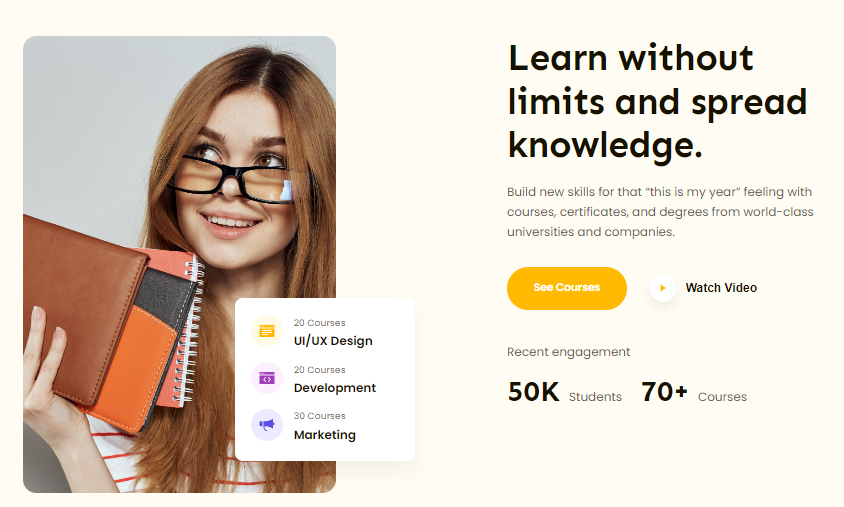 Learn without
limits and spread
knowledge.
Build new skills for that “this is my year” feeling with
courses, certificates, and degrees from world-class
universities and companies.
See Courses
Watch Video
Recent engagement
50K Students 70+ Courses
20 Courses
UI/UX Design
20 Courses
Development
30 Courses
Marketing